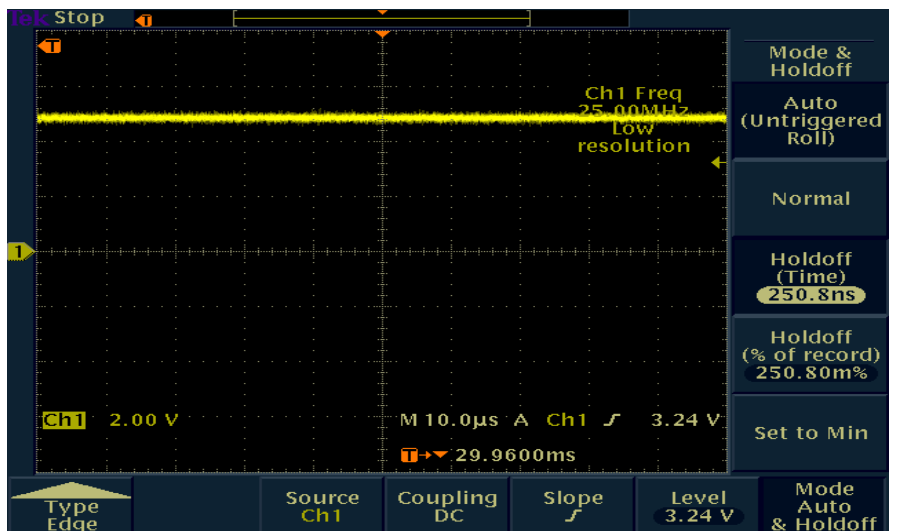 Tek Stop
T
T
Mode &
Holdoff
Ch1 Freq
25.00MHz
Low
resolution
Auto
(Untriggered
Roll)
Normal
1
Holdoff
(Time)
250.8ns
Holdoff
(% of record)
250.80m%
Ch1 2.00 V M 10.0µs A Ch1 3.24 V
T 29.9600ms
Set to Min
Type
Edge
Source
Ch1
Coupling
DC
Slope
Level
3.24 V
Mode
Auto
& Holdoff